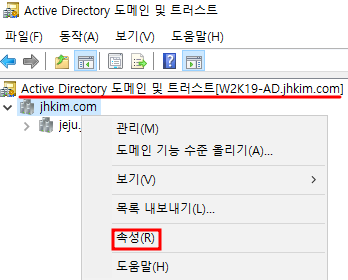 Active Directory 도메인 및 트러스트
파일(F) 동작(A) 보기(V) 도움말(H)
Active Directory 도메인 및 트러스트[W2K19-AD.jhkim.com]
jhkim.com
jeju.
관리(M)
도메인 기능 수준 올리기(A)...
보기(V)
목록 내보내기(L)...
속성(R)
도움말(H)